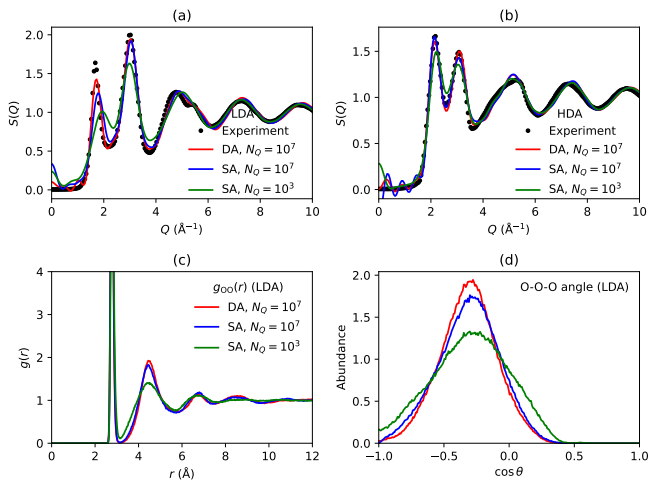 (a)
2.0
1.5
1.0
0.5
0.0
S(Q)
LDA
Experiment
DA, N_Q = 10^7
SA, N_Q = 10^7
SA, N_Q = 10^3
0 2 4 6 8 10
Q (Å⁻¹)
(b)
1.5
1.0
0.5
0.0
S(Q)
HDA
Experiment
DA, N_Q = 10^7
SA, N_Q = 10^7
SA, N_Q = 10^3
0 2 4 6 8 10
Q (Å⁻¹)
(c)
4
3
2
1
0
g(r)
g_OO(r) (LDA)
DA, N_Q = 10^7
SA, N_Q = 10^7
SA, N_Q = 10^3
0 2 4 6 8 10 12
r (Å)
(d)
2.0
1.5
1.0
0.5
0.0
Abundance
O-O-O angle (LDA)
−1.0 −0.5 0.0 0.5 1.0
cos θ